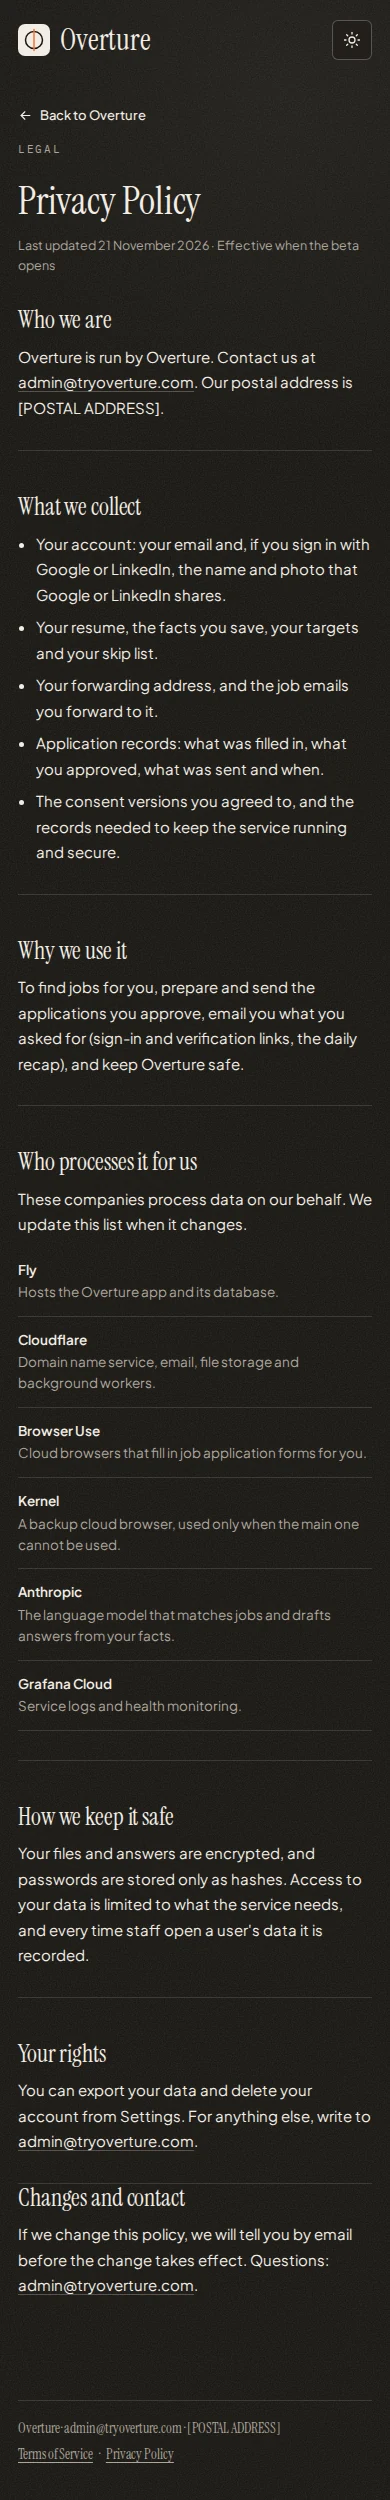 Overture
← Back to Overture
LEGAL
Privacy Policy
Last updated 21 November 2026 · Effective when the beta
opens
Who we are
Overture is run by Overture. Contact us at
admin@tryoverture.com. Our postal address is
[POSTAL ADDRESS].
What we collect
• Your account: your email and, if you sign in with
Google or LinkedIn, the name and photo that
Google or LinkedIn shares.
• Your resume, the facts you save, your targets
and your skip list.
• Your forwarding address, and the job emails
you forward to it.
• Application records: what was filled in, what
you approved, what was sent and when.
• The consent versions you agreed to, and the
records needed to keep the service running
and secure.
Why we use it
To find jobs for you, prepare and send the
applications you approve, email you what you
asked for (sign-in and verification links, the daily
recap), and keep Overture safe.
Who processes it for us
These companies process data on our behalf. We
update this list when it changes.
Fly
Hosts the Overture app and its database.
Cloudflare
Domain name service, email, file storage and
background workers.
Browser Use
Cloud browsers that fill in job application forms for you.
Kernel
A backup cloud browser, used only when the main one
cannot be used.
Anthropic
The language model that matches jobs and drafts
answers from your facts.
Grafana Cloud
Service logs and health monitoring.
How we keep it safe
Your files and answers are encrypted, and
passwords are stored only as hashes. Access to
your data is limited to what the service needs,
and every time staff open a user's data it is
recorded.
Your rights
You can export your data and delete your
account from Settings. For anything else, write to
admin@tryoverture.com.
Changes and contact
If we change this policy, we will tell you by email
before the change takes effect. Questions:
admin@tryoverture.com.
Overture · admin@tryoverture.com · [POSTAL ADDRESS]
Terms of Service · Privacy Policy